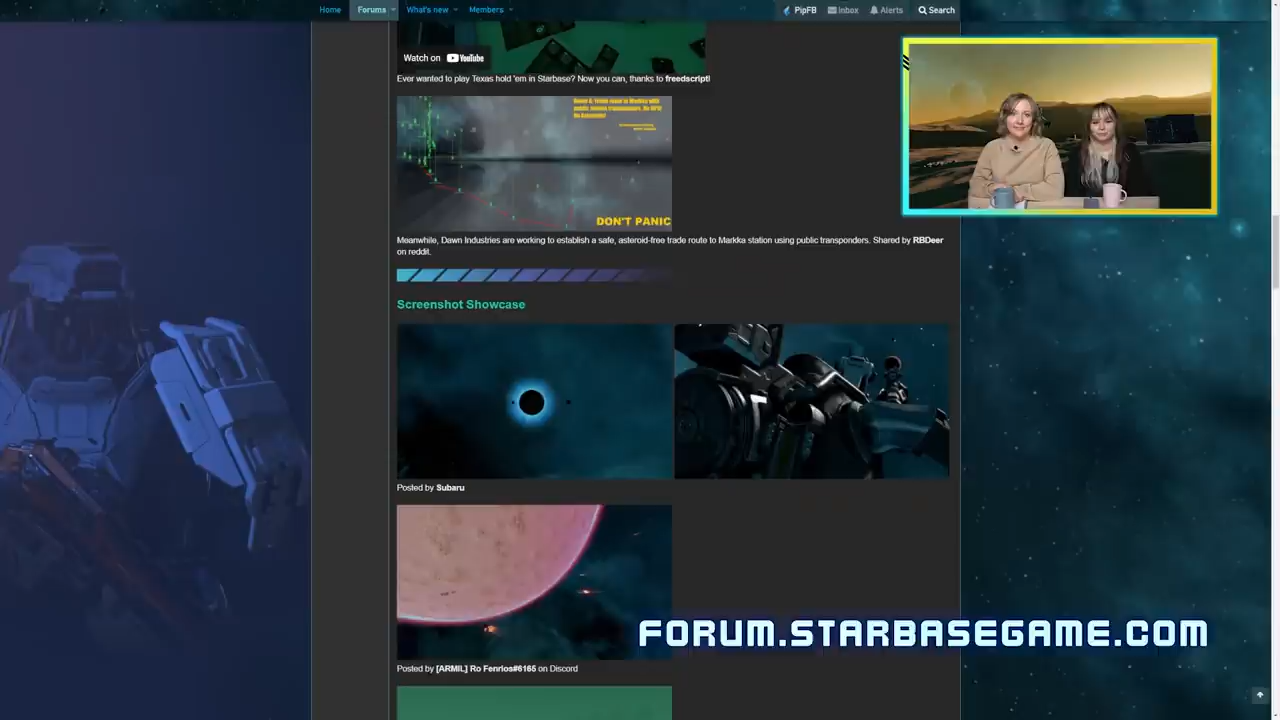 Home Forums What's new Members PipFB Inbox Alerts Search
Watch on YouTube
Ever wanted to play Texas hold 'em in Starbase? Now you can, thanks to freedscript!
DON'T PANIC
Meanwhile, Dawn Industries are working to establish a safe, asteroid-free trade route to Markka station using public transponders. Shared by RBDeer
on reddit.
Screenshot Showcase
Posted by Subaru
FORUM.STARBASEGAME.COM
Posted by [ARMIL] Ro Fenrios#6165 on Discord